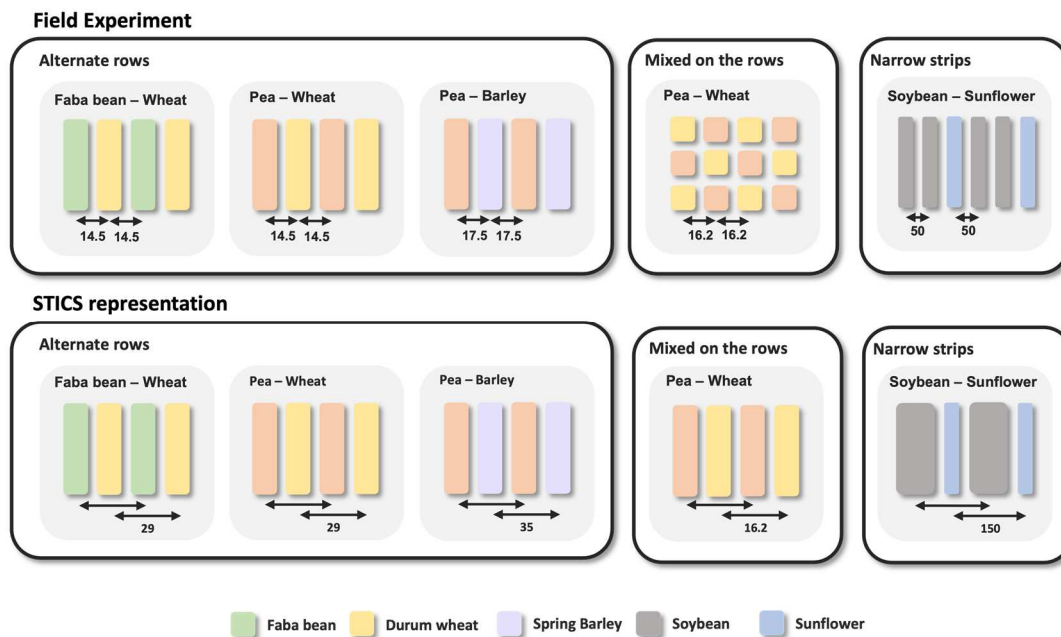 Field Experiment
Alternate rows
Faba bean – Wheat
14.5 14.5
Pea – Wheat
14.5 14.5
Pea – Barley
17.5 17.5
Mixed on the rows
Pea – Wheat
16.2 16.2
Narrow strips
Soybean – Sunflower
50 50
STICS representation
Alternate rows
Faba bean – Wheat
29
Pea – Wheat
29
Pea – Barley
35
Mixed on the rows
Pea – Wheat
16.2
Narrow strips
Soybean – Sunflower
150
Faba bean Durum wheat Spring Barley Soybean Sunflower